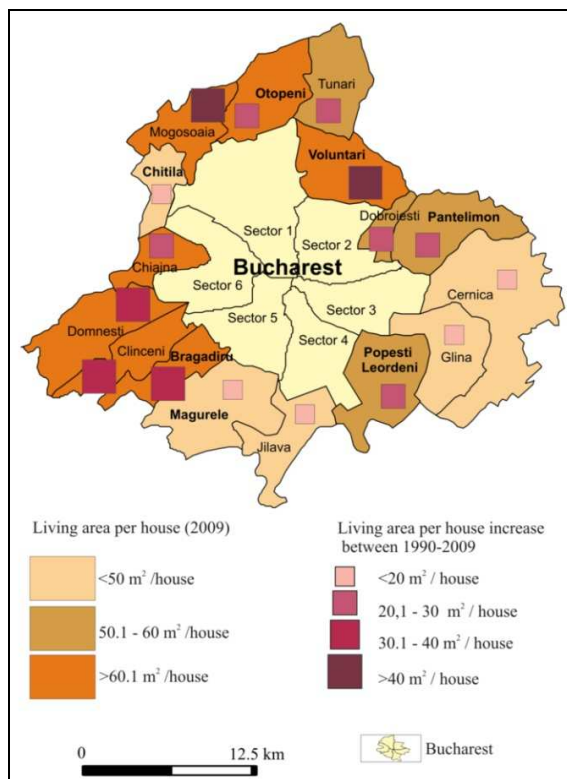 Tunari
Otopeni
Mogosoaia
Voluntari
Chitila
Dobroiesti
Pantelimon
Sector 1
Sector 2
Chiajna
Bucharest
Sector 6
Cernica
Sector 3
Sector 5
Domnesti
Clinceni
Sector 4
Bragadiru
Popesti
Leordeni
Glina
Magurele
Jilava
Living area per house (2009)
<50 m² /house
50.1 - 60 m² /house
>60.1 m² /house
Living area per house increase
between 1990-2009
<20 m² / house
20,1 - 30 m² / house
30.1 - 40 m² / house
>40 m² / house
0 12.5 km
Bucharest